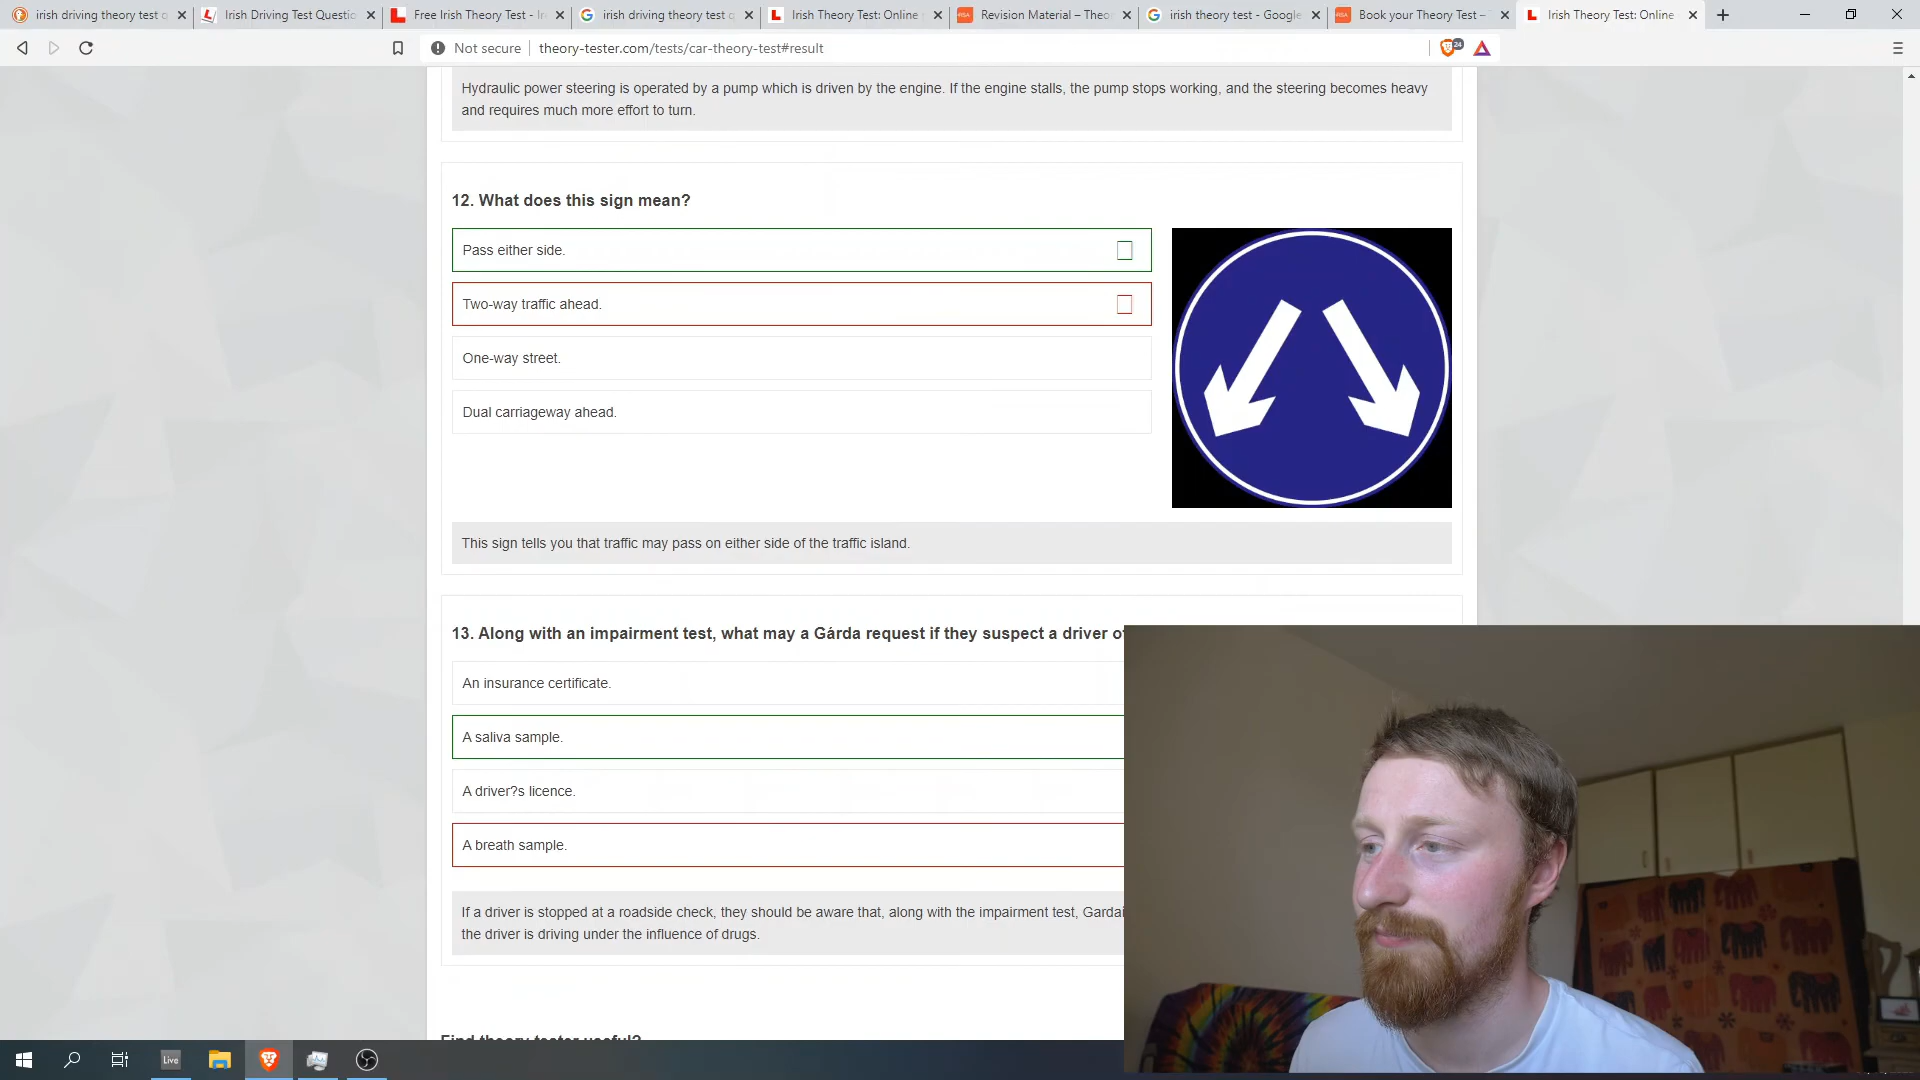 irish driving theory test
Irish Driving Test Questio
Free Irish Theory Test - Ir
irish driving theory test q
Irish Theory Test: Online
Revision Material – Theo
irish theory test - Google
Book your Theory Test –
Irish Theory Test: Online
Not secure
theory-tester.com/tests/car-theory-test#result
24
Hydraulic power steering is operated by a pump which is driven by the engine. If the engine stalls, the pump stops working, and the steering becomes heavy
and requires much more effort to turn.
12. What does this sign mean?
Pass either side.
Two-way traffic ahead.
One-way street.
Dual carriageway ahead.
This sign tells you that traffic may pass on either side of the traffic island.
13. Along with an impairment test, what may a Gárda request if they suspect a driver of
An insurance certificate.
A saliva sample.
A driver?s licence.
A breath sample.
If a driver is stopped at a roadside check, they should be aware that, along with the impairment test, Gardai
the driver is driving under the influence of drugs.
Find theory tester useful?
Live